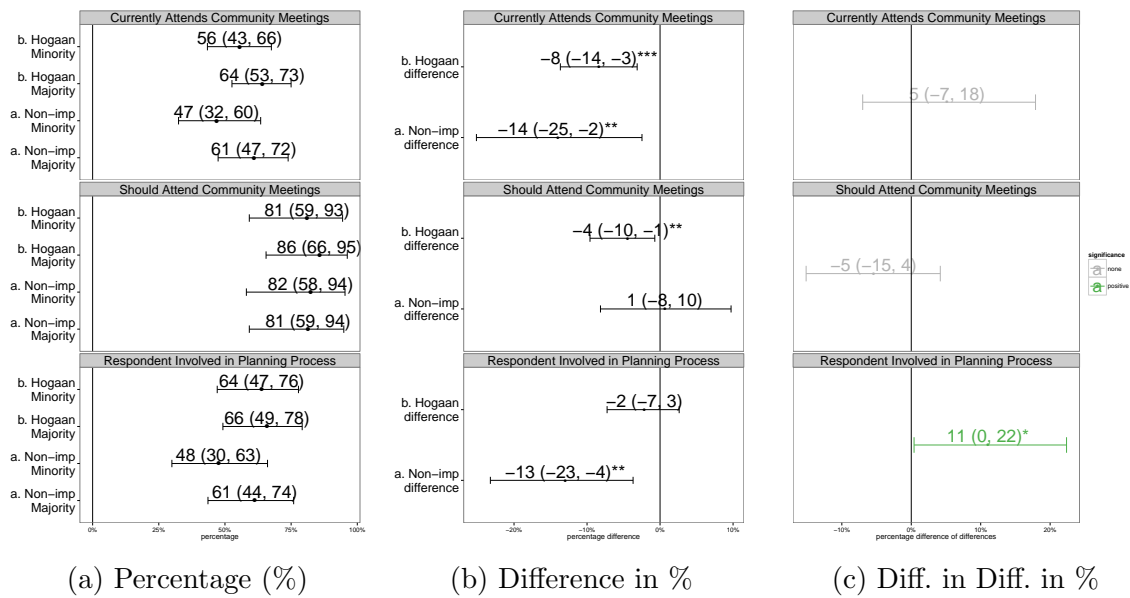 Currently Attends Community Meetings
b. Hogaan
Minority
56 (43, 66)
b. Hogaan
Majority
64 (53, 73)
a. Non−imp
Minority
47 (32, 60)
a. Non−imp
Majority
61 (47, 72)
Should Attend Community Meetings
b. Hogaan
Minority
81 (59, 93)
b. Hogaan
Majority
86 (66, 95)
a. Non−imp
Minority
82 (58, 94)
a. Non−imp
Majority
81 (59, 94)
Respondent Involved in Planning Process
b. Hogaan
Minority
64 (47, 76)
b. Hogaan
Majority
66 (49, 78)
a. Non−imp
Minority
48 (30, 63)
a. Non−imp
Majority
61 (44, 74)
0% 25% 50% 75% 100%
percentage
(a) Percentage (%)
Currently Attends Community Meetings
b. Hogaan
difference
−8 (−14, −3)***
a. Non−imp
difference
−14 (−25, −2)**
Should Attend Community Meetings
b. Hogaan
difference
−4 (−10, −1)**
a. Non−imp
difference
1 (−8, 10)
Respondent Involved in Planning Process
b. Hogaan
difference
−2 (−7, 3)
a. Non−imp
difference
−13 (−23, −4)**
−20% −10% 0% 10%
percentage difference
(b) Difference in %
Currently Attends Community Meetings
5 (−7, 18)
Should Attend Community Meetings
−5 (−15, 4)
Respondent Involved in Planning Process
11 (0, 22)*
−10% 0% 10% 20%
percentage difference of differences
(c) Diff. in Diff. in %
significance
a none
a positive